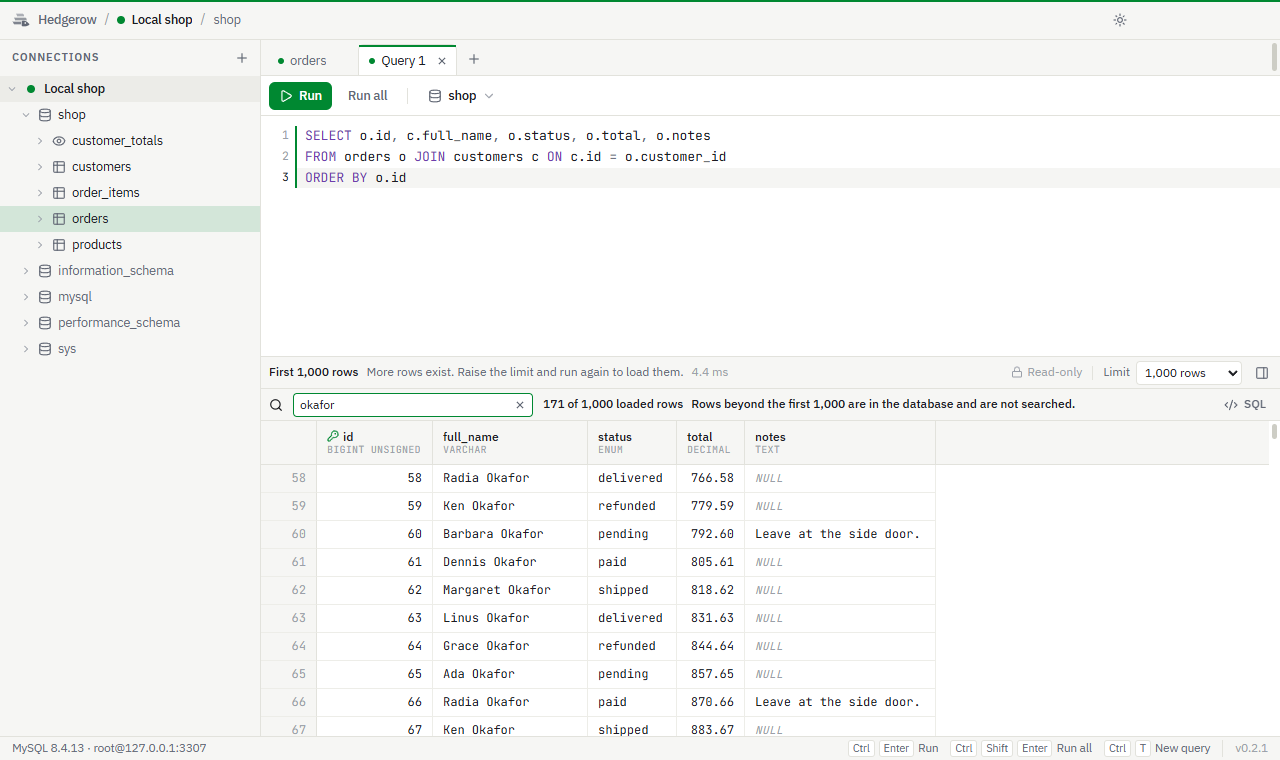 Hedgerow / Local shop / shop
CONNECTIONS
Local shop
shop
customer_totals
customers
order_items
orders
products
information_schema
mysql
performance_schema
sys
orders
Query 1
Run
Run all
shop
1 SELECT o.id, c.full_name, o.status, o.total, o.notes
2 FROM orders o JOIN customers c ON c.id = o.customer_id
3 ORDER BY o.id
First 1,000 rows More rows exist. Raise the limit and run again to load them. 4.4 ms Read-only Limit 1,000 rows
okafor 171 of 1,000 loaded rows Rows beyond the first 1,000 are in the database and are not searched. SQL
id full_name status total notes
BIGINT UNSIGNED VARCHAR ENUM DECIMAL TEXT
58 58 Radia Okafor delivered 766.58 NULL
59 59 Ken Okafor refunded 779.59 NULL
60 60 Barbara Okafor pending 792.60 Leave at the side door.
61 61 Dennis Okafor paid 805.61 NULL
62 62 Margaret Okafor shipped 818.62 NULL
63 63 Linus Okafor delivered 831.63 NULL
64 64 Grace Okafor refunded 844.64 NULL
65 65 Ada Okafor pending 857.65 NULL
66 66 Radia Okafor paid 870.66 Leave at the side door.
67 67 Ken Okafor shipped 883.67 NULL
MySQL 8.4.13 · root@127.0.0.1:3307 Ctrl Enter Run Ctrl Shift Enter Run all Ctrl T New query v0.2.1